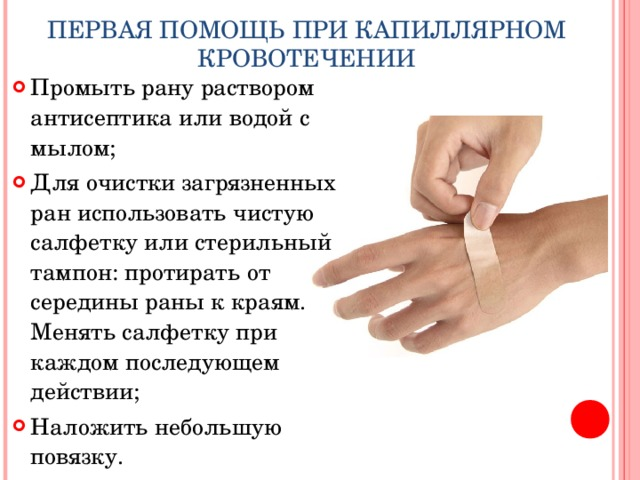 ПЕРВАЯ ПОМОЩЬ ПРИ КАПИЛЛЯРНОМ
КРОВОТЕЧЕНИИ
Промыть рану раствором
антисептика или водой с
мылом;
Для очистки загрязненных
ран использовать чистую
салфетку или стерильный
тампон: протирать от
середины раны к краям.
Менять салфетку при
каждом последующем
действии;
Наложить небольшую
повязку.